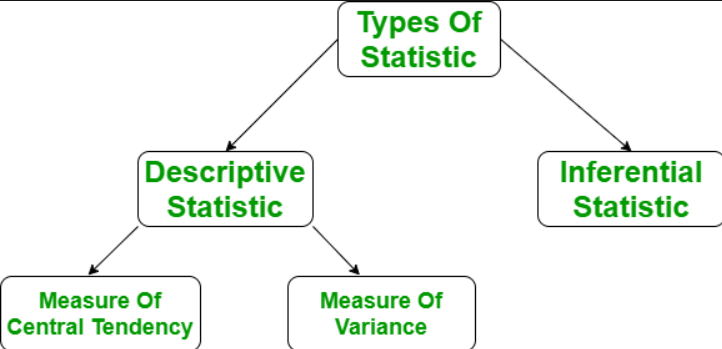 Types Of
Statistic
Descriptive
Statistic
Inferential
Statistic
Measure Of
Central Tendency
Measure Of
Variance